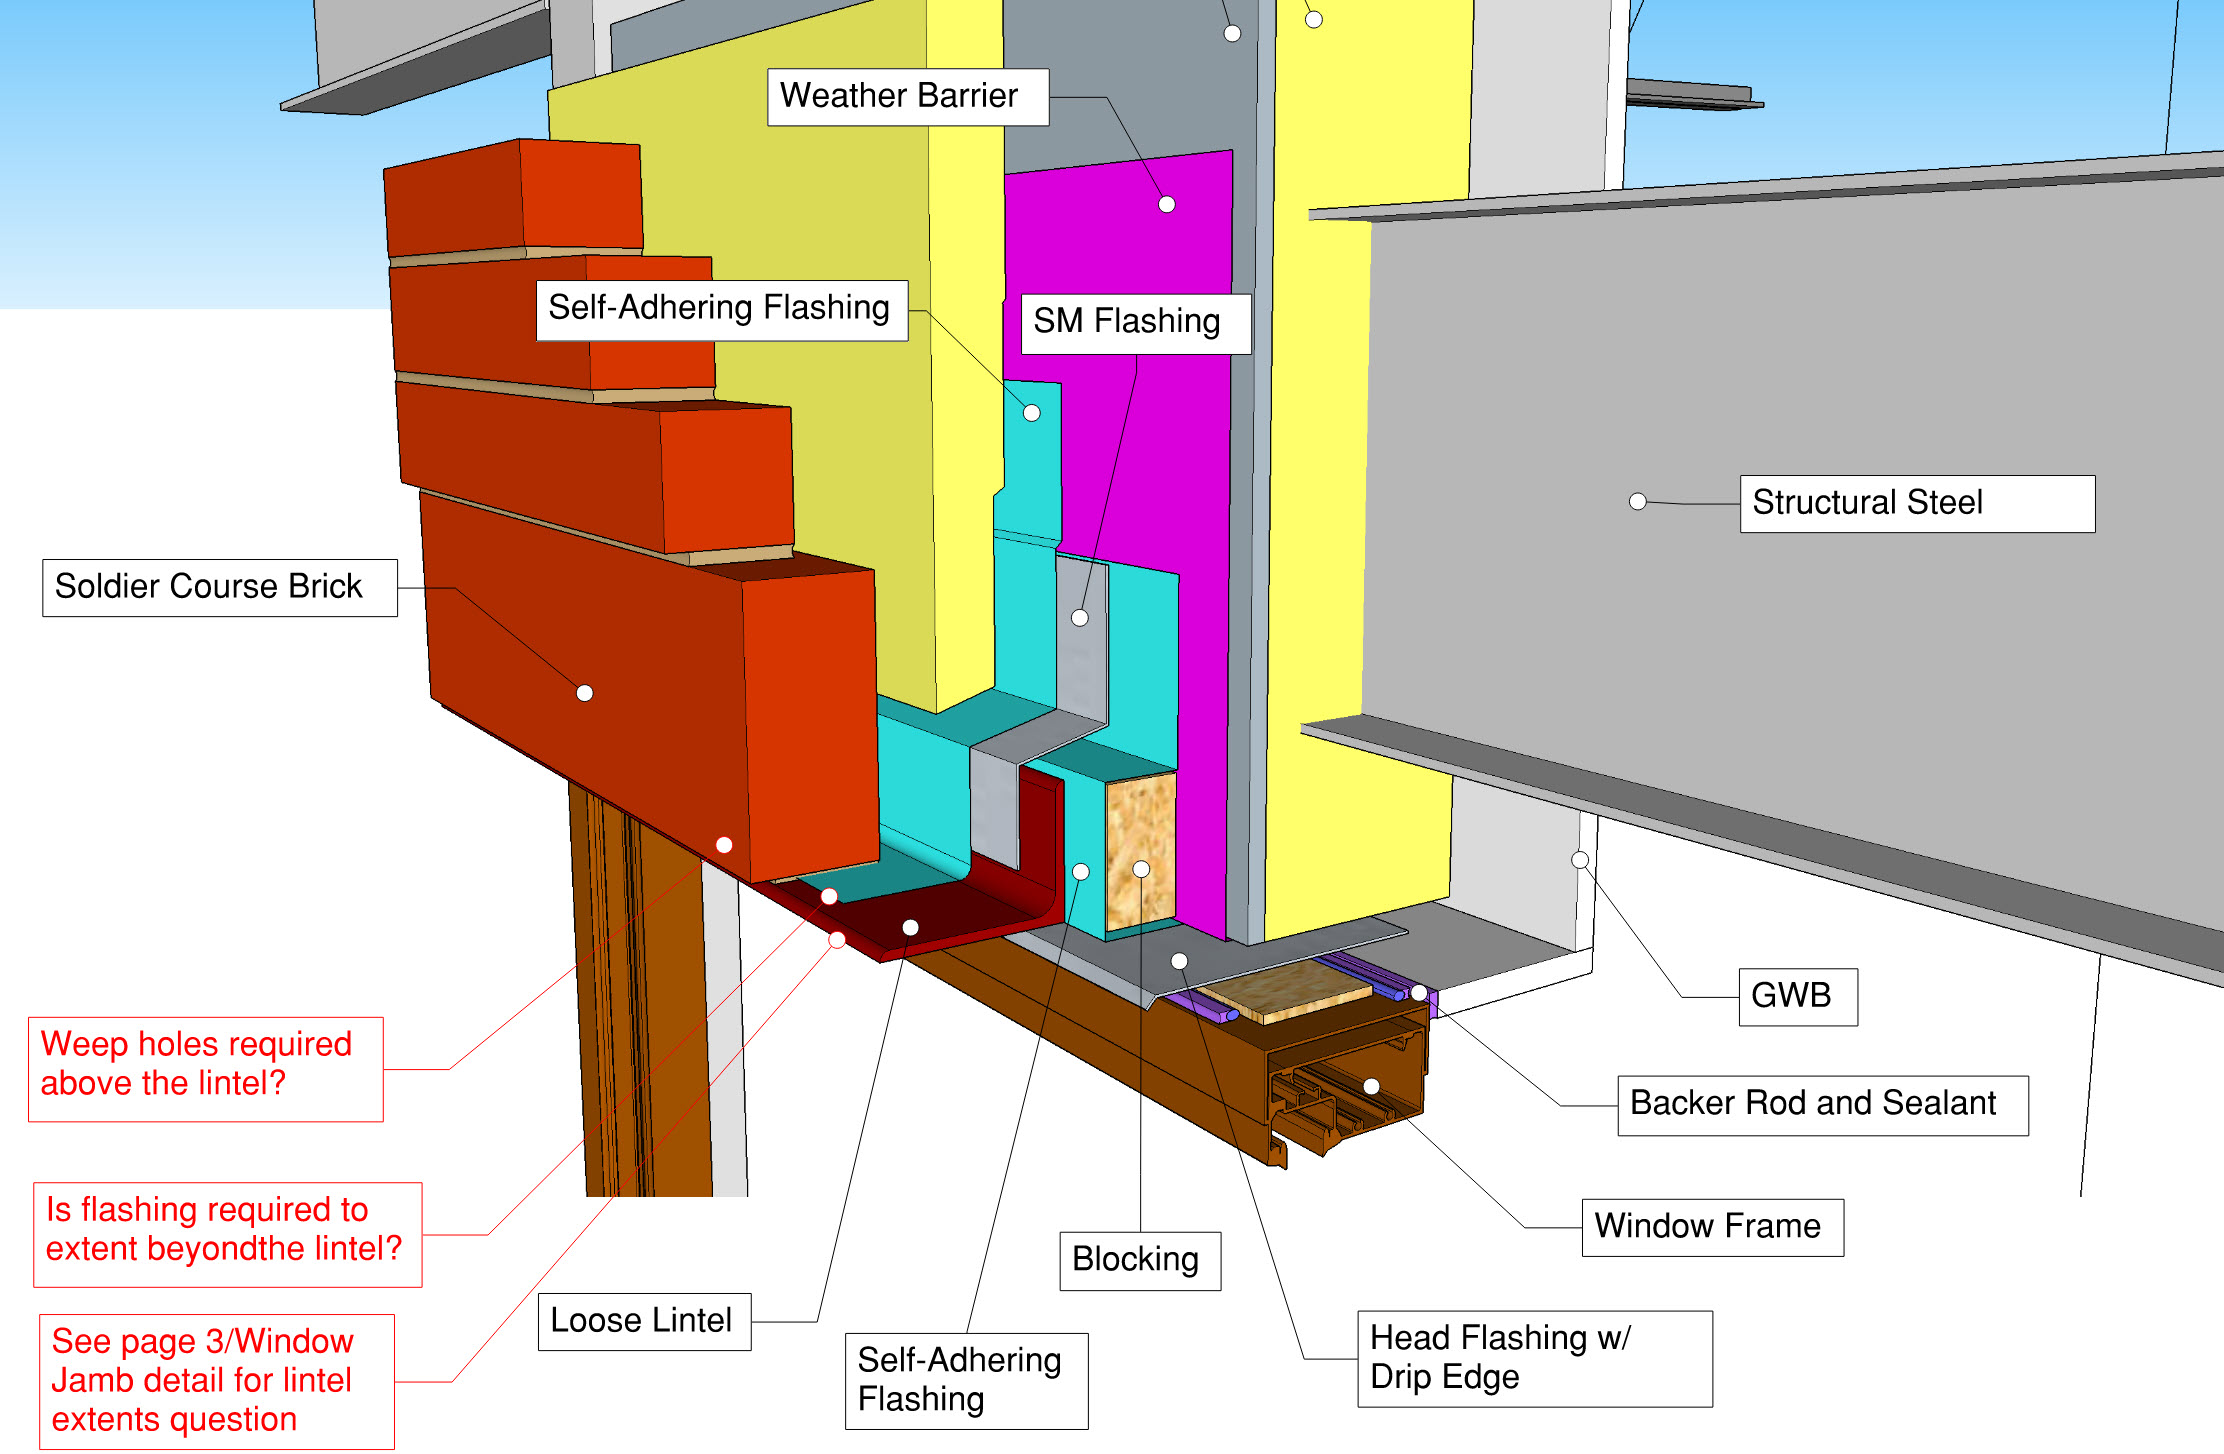 Weather Barrier
Self-Adhering Flashing
SM Flashing
Structural Steel
Soldier Course Brick
GWB
Weep holes required
above the lintel?
Backer Rod and Sealant
Is flashing required to
extent beyondthe lintel?
Window Frame
Blocking
Loose Lintel
See page 3/Window
Jamb detail for lintel
extents question
Self-Adhering
Flashing
Head Flashing w/
Drip Edge